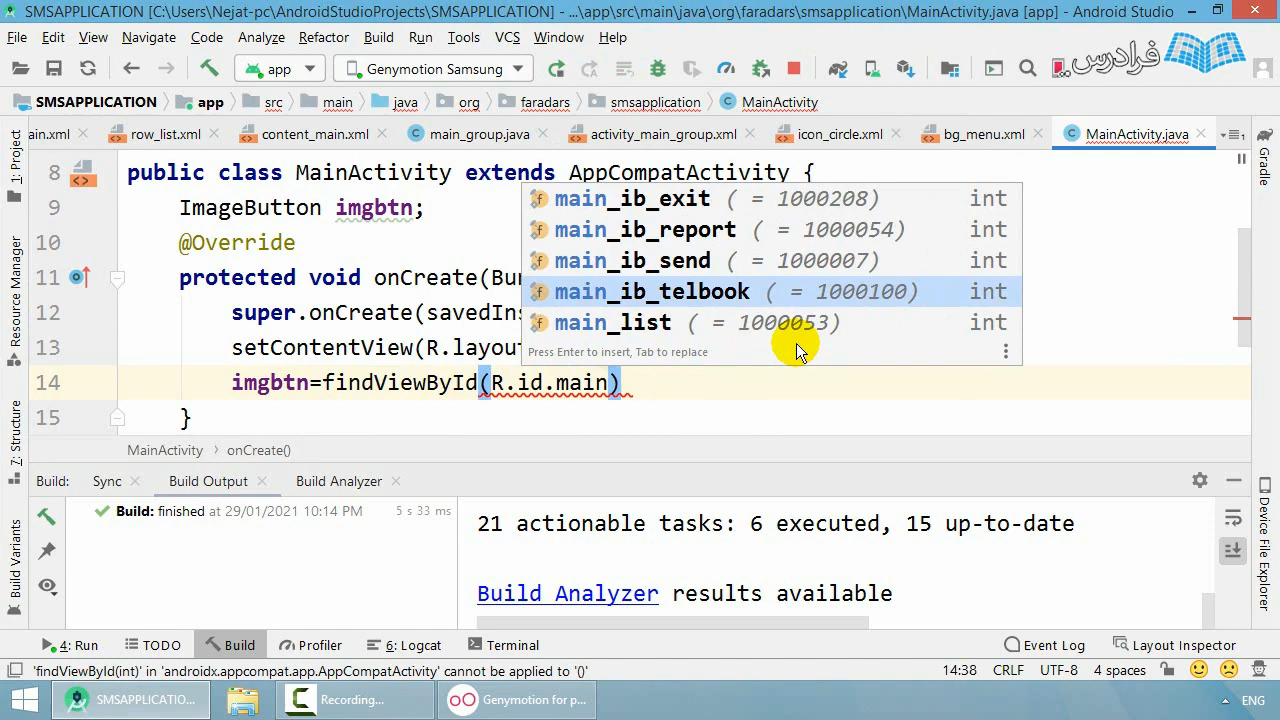 SMSAPPLICATION [C:\Users\Nejat-pc\AndroidStudioProjects\SMSAPPLICATION] - ...\app\src\main\java\org\faradars\smsapplication\MainActivity.java [app] - Android Studio
File Edit View Navigate Code Analyze Refactor Build Run Tools VCS Window Help
app Genymotion Samsung فرادرس
SMSAPPLICATION app src main java org faradars smsapplication MainActivity
ain.xml row_list.xml content_main.xml main_group.java activity_main_group.xml icon_circle.xml bg_menu.xml MainActivity.java
8 public class MainActivity extends AppCompatActivity {
9 ImageButton imgbtn;
10 @Override
11 protected void onCreate(Bu
12 super.onCreate(savedIns
13 setContentView(R.layou
14 imgbtn=findViewById(R.id.main)
15 }
main_ib_exit ( = 1000208) int
main_ib_report ( = 1000054) int
main_ib_send ( = 1000007) int
main_ib_telbook ( = 1000100) int
main_list ( = 1000053) int
Press Enter to insert, Tab to replace
MainActivity onCreate()
Build: Sync Build Output Build Analyzer
Build: finished at 29/01/2021 10:14 PM 5 s 33 ms
21 actionable tasks: 6 executed, 15 up-to-date
Build Analyzer results available
1: Project
Resource Manager
Z: Structure
Build Variants
Gradle
Device File Explorer
4: Run TODO Build Profiler 6: Logcat Terminal Event Log Layout Inspector
'findViewById(int)' in 'androidx.appcompat.app.AppCompatActivity' cannot be applied to '()' 14:38 CRLF UTF-8 4 spaces
SMSAPPLICATIO... Recording... Genymotion for p... ENG